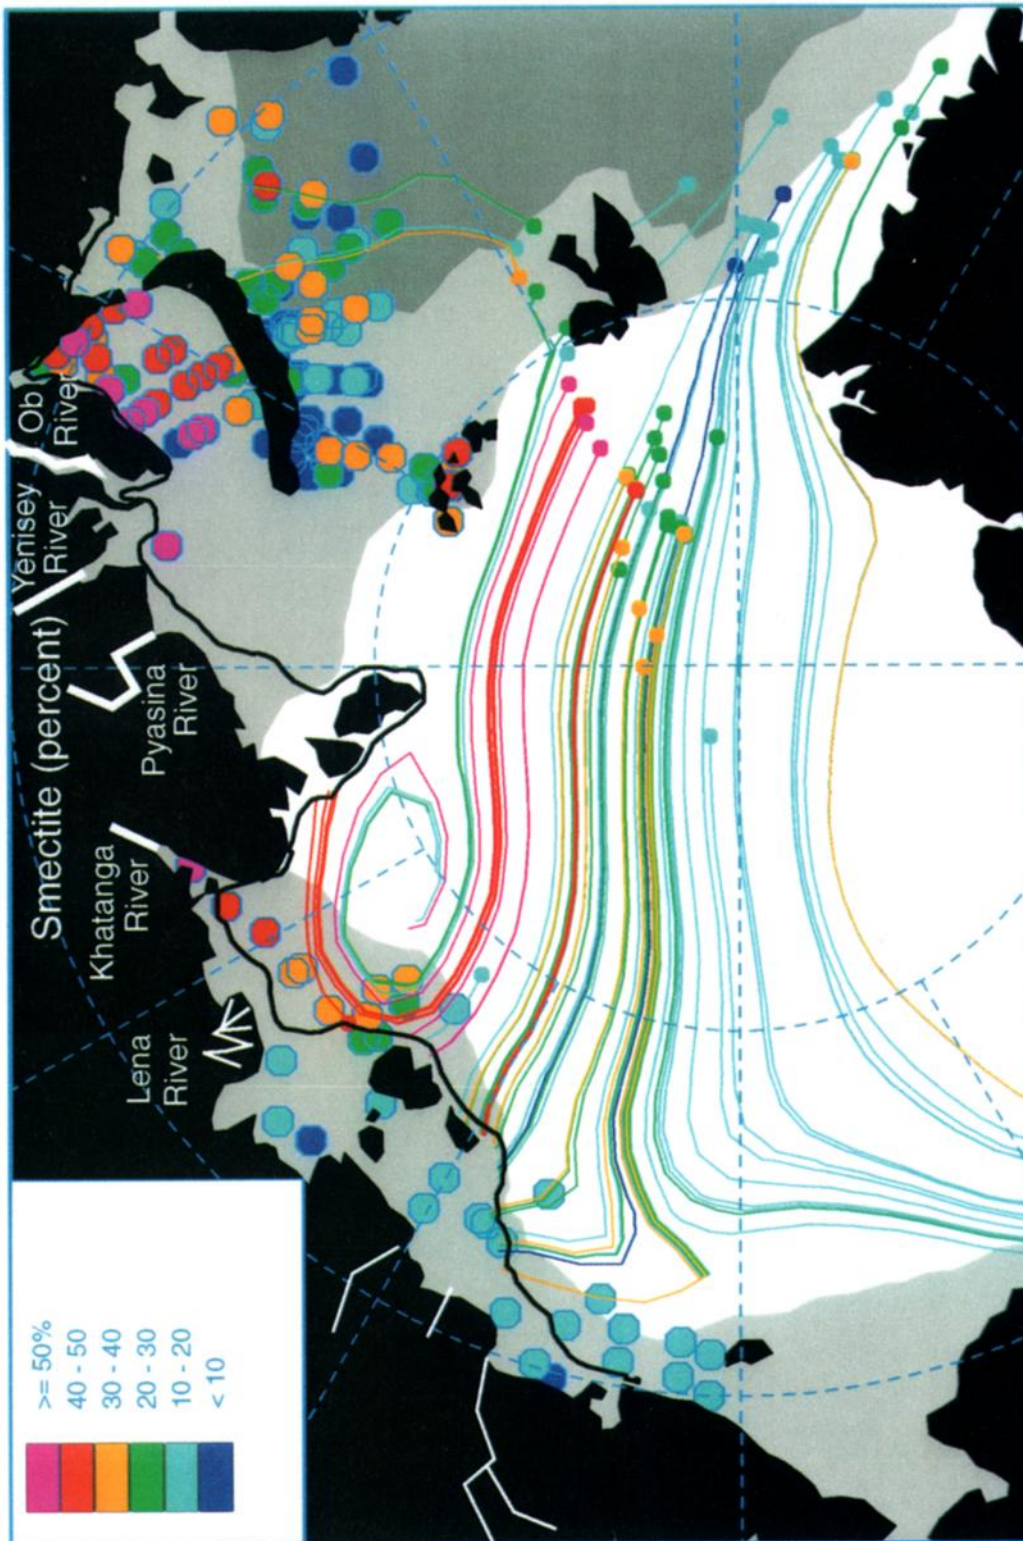 Smectite (percent)
Ob
River
Yenisey
River
Pyasina
River
Khatanga
River
Lena
River
>= 50%
40 - 50
30 - 40
20 - 30
10 - 20
< 10